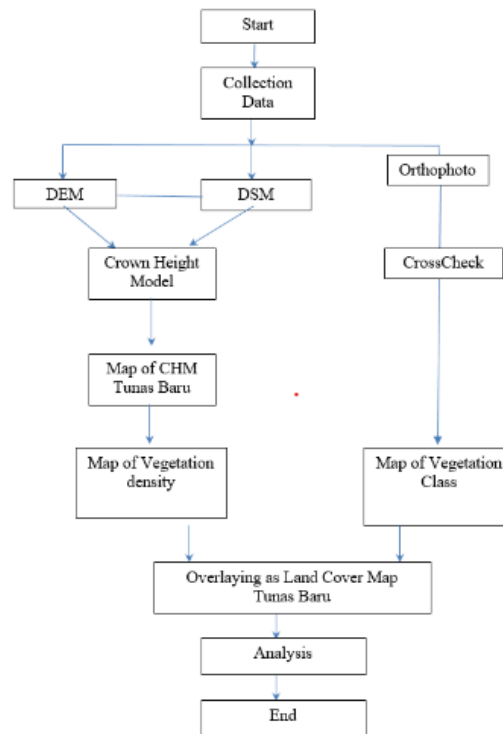 Start
Collection
Data
Orthophoto
DEM
DSM
Crown Height
Model
CrossCheck
Map of CHM
Tunas Baru
Map of Vegetation
density
Map of Vegetation
Class
Overlaying as Land Cover Map
Tunas Baru
Analysis
End